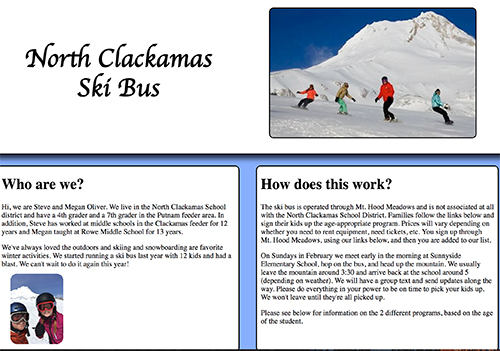 North Clackamas
Ski Bus
Who are we?
Hi, we are Steve and Megan Oliver. We live in the North Clackamas School
district and have a 4th grader and a 7th grader in the Putnam feeder area. In
addition, Steve has worked at middle schools in the Clackamas feeder for 12
years and Megan taught at Rowe Middle School for 13 years.
We've always loved the outdoors and skiing and snowboarding are favorite
winter activities. We started running a ski bus last year with 12 kids and had a
blast. We can't wait to do it again this year!
How does this work?
The ski bus is operated through Mt. Hood Meadows and is not associated at all
with the North Clackamas School District. Families follow the links below and
sign their kids up the age-appropriate program. Prices will vary depending on
whether you need to rent equipment, need tickets, etc. You sign up through
Mt. Hood Meadows, using our links below, and then you are added to our list.
On Sundays in February we meet early in the morning at Sunnyside
Elementary School, hop on the bus, and head up the mountain. We usually
leave the mountain around 3:30 and arrive back at the school around 5
(depending on weather). We will have a group text and send updates along the
way. Please do everything in your power to be on time to pick your kids up.
We won't leave until they're all picked up.
Please see below for information on the 2 different programs, based on the age
of the student.